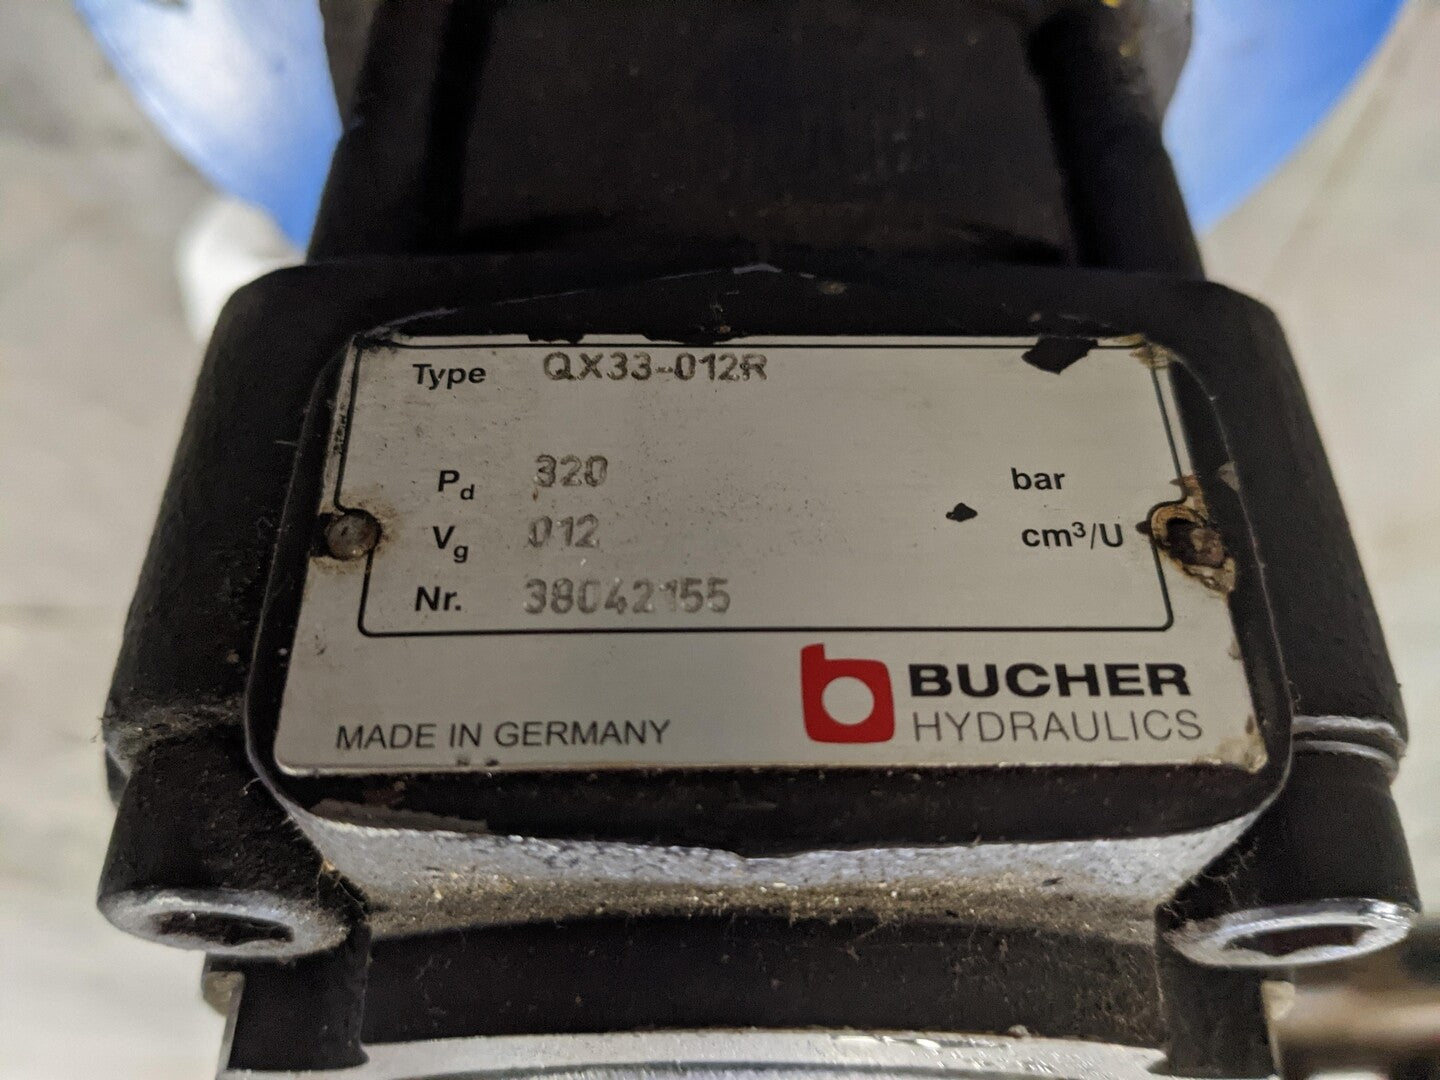 Type QX33-012R
Pd 320 bar
Vg 012 cm³/U
Nr. 38042155
BUCHER
HYDRAULICS
MADE IN GERMANY